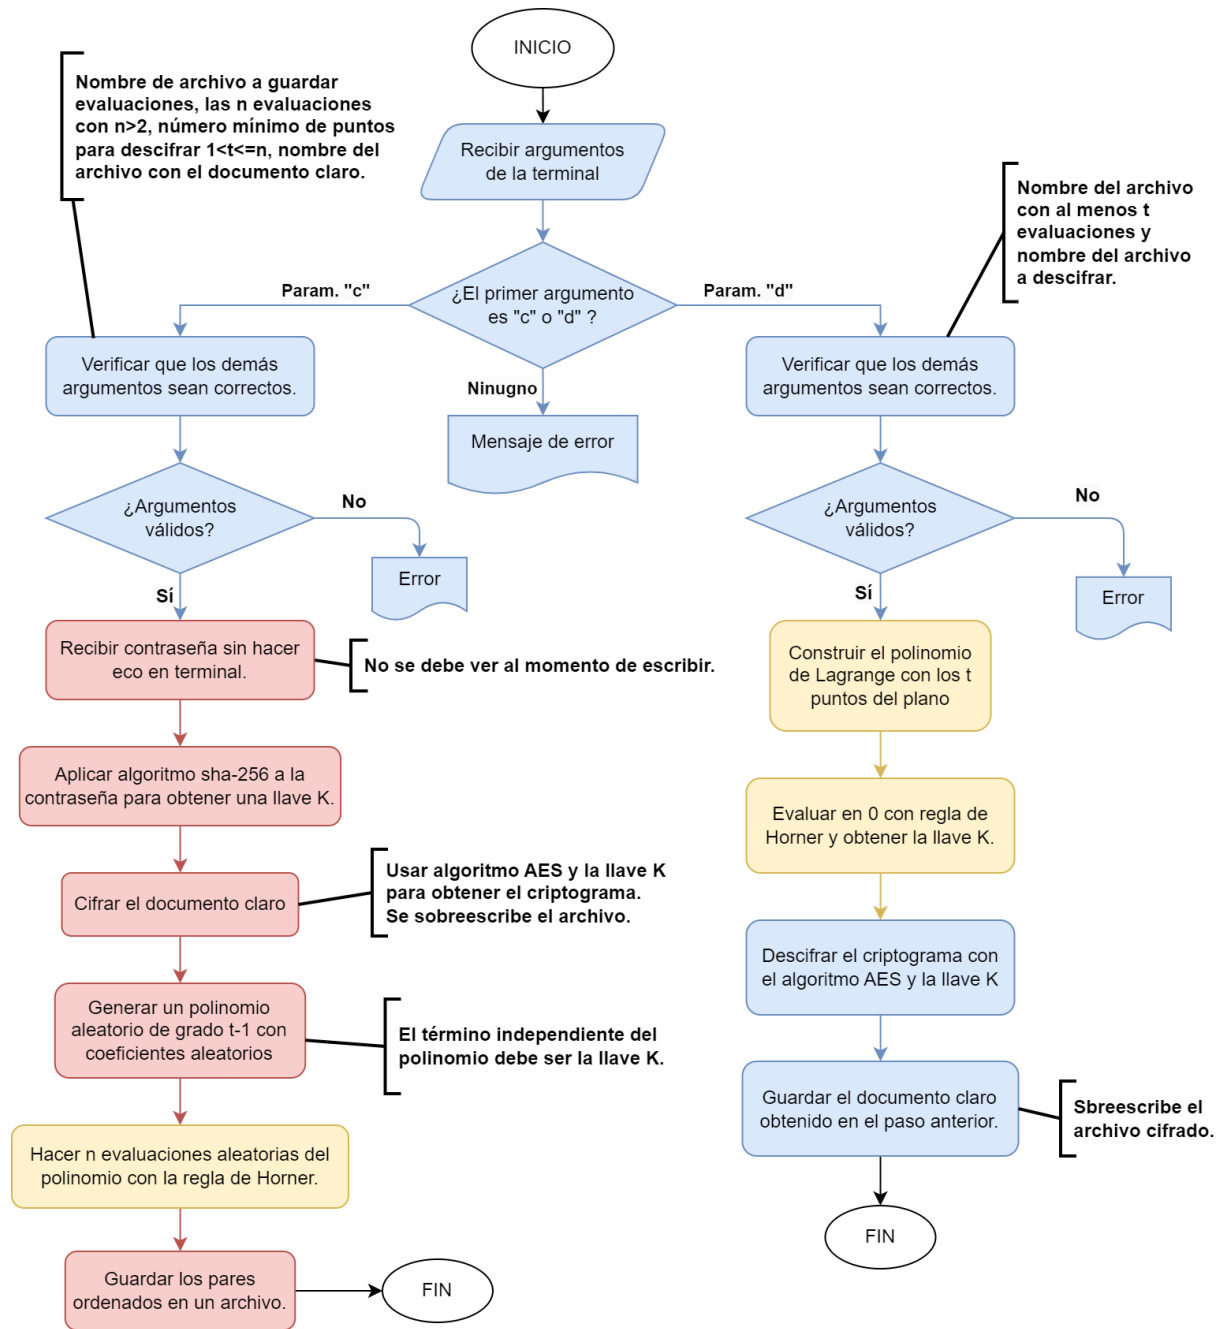 INICIO
Nombre de archivo a guardar
evaluaciones, las n evaluaciones
con n>2, número mínimo de puntos
para descifrar 1<t<=n, nombre del
archivo con el documento claro.
Recibir argumentos
de la terminal
Nombre del archivo
con al menos t
evaluaciones y
nombre del archivo
a descifrar.
Param. "c"
¿El primer argumento
es "c" o "d" ?
Param. "d"
Verificar que los demás
argumentos sean correctos.
Ninugno
Mensaje de error
Verificar que los demás
argumentos sean correctos.
¿Argumentos
válidos?
No
Error
Sí
¿Argumentos
válidos?
No
Error
Sí
Recibir contraseña sin hacer
eco en terminal.
No se debe ver al momento de escribir.
Construir el polinomio
de Lagrange con los t
puntos del plano
Aplicar algoritmo sha-256 a la
contraseña para obtener una llave K.
Evaluar en 0 con regla de
Horner y obtener la llave K.
Cifrar el documento claro
Usar algoritmo AES y la llave K
para obtener el criptograma.
Se sobreescribe el archivo.
Descifrar el criptograma con
el algoritmo AES y la llave K
Generar un polinomio
aleatorio de grado t-1 con
coeficientes aleatorios
El término independiente del
polinomio debe ser la llave K.
Guardar el documento claro
obtenido en el paso anterior.
Sbreescribe el
archivo cifrado.
Hacer n evaluaciones aleatorias del
polinomio con la regla de Horner.
FIN
Guardar los pares
ordenados en un archivo.
FIN